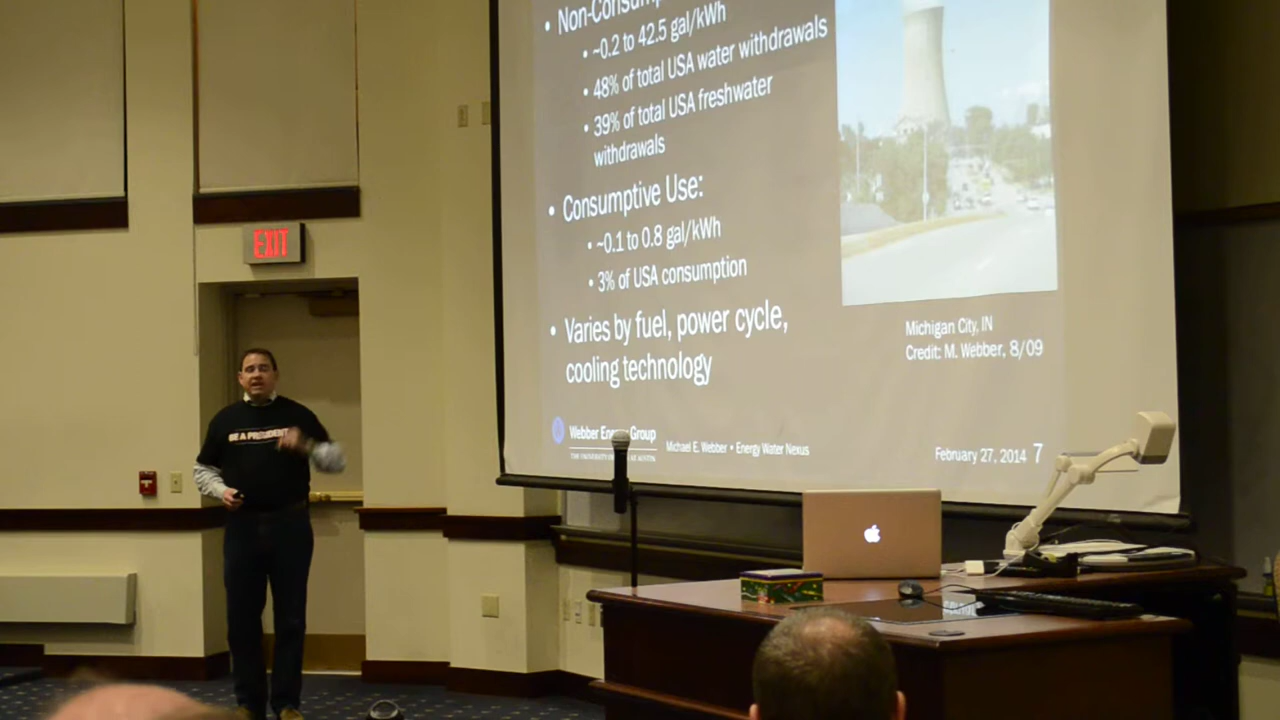 • Non-Consump
• ~0.2 to 42.5 gal/kWh
• 48% of total USA water withdrawals
• 39% of total USA freshwater
withdrawals
• Consumptive Use:
• ~0.1 to 0.8 gal/kWh
• 3% of USA consumption
• Varies by fuel, power cycle,
cooling technology
Michigan City, IN
Credit: M. Webber, 8/09
Webber Energy Group
Michael E. Webber • Energy Water Nexus
February 27, 2014 7
EXIT
BE A PRESIDENT